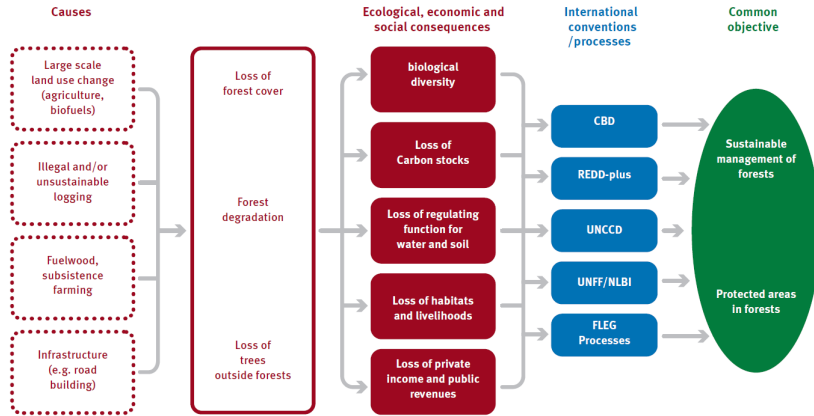 Causes
Large scale
land use change
(agriculture,
biofuels)
Illegal and/or
unsustainable
logging
Fuelwood,
subsistence
farming
Infrastructure
(e.g. road
building)
Loss of
forest cover
Forest
degradation
Loss of
trees
outside forests
Ecological, economic and
social consequences
biological
diversity
Loss of
Carbon stocks
Loss of regulating
function for
water and soil
Loss of habitats
and livelihoods
Loss of private
income and public
revenues
International
conventions
/processes
CBD
REDD-plus
UNCCD
UNFF/NLBI
FLEG
Processes
Common
objective
Sustainable
management of
forests
Protected areas
in forests